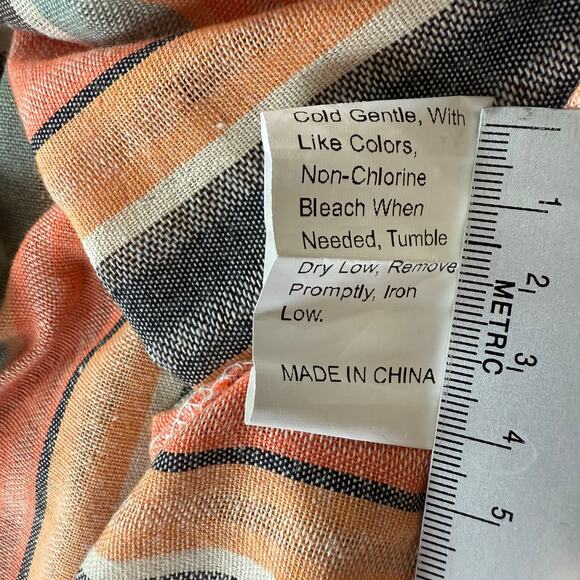 Cold Gentle, With
Like Colors,
Non-Chlorine
Bleach When
Needed, Tumble
Dry Low, Remove
Promptly, Iron
Low.
MADE IN CHINA
1
2
METRIC
3
4
5